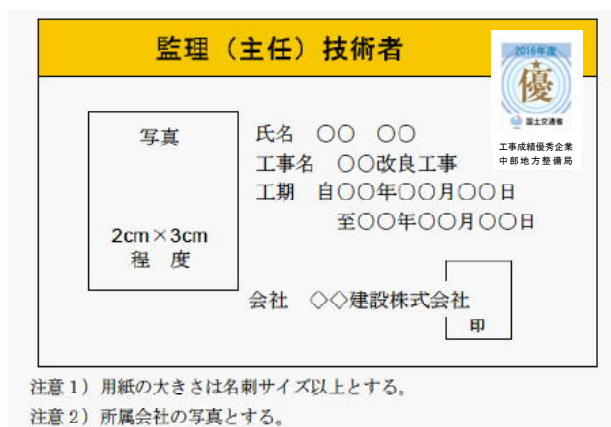 監理（主任）技術者
2016年度
優
国土交通省
工事成績優秀企業
中部地方整備局
写真
2cm×3cm
程 度
氏名 〇〇 〇〇
工事名 〇〇改良工事
工期 自〇〇年〇〇月〇〇日
至〇〇年〇〇月〇〇日
会社 ◇◇建設株式会社
印
注意1）用紙の大きさは名刺サイズ以上とする。
注意2）所属会社の写真とする。